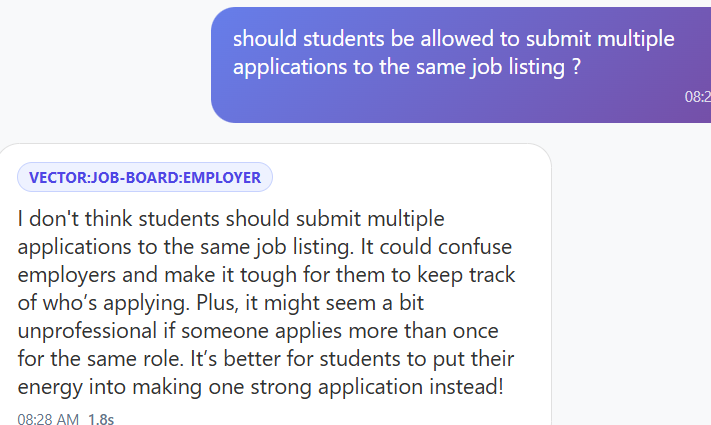 should students be allowed to submit multiple
applications to the same job listing ?
VECTOR:JOB-BOARD:EMPLOYER
I don't think students should submit multiple
applications to the same job listing. It could confuse
employers and make it tough for them to keep track
of who’s applying. Plus, it might seem a bit
unprofessional if someone applies more than once
for the same role. It’s better for students to put their
energy into making one strong application instead!
08:28 AM 1.8s